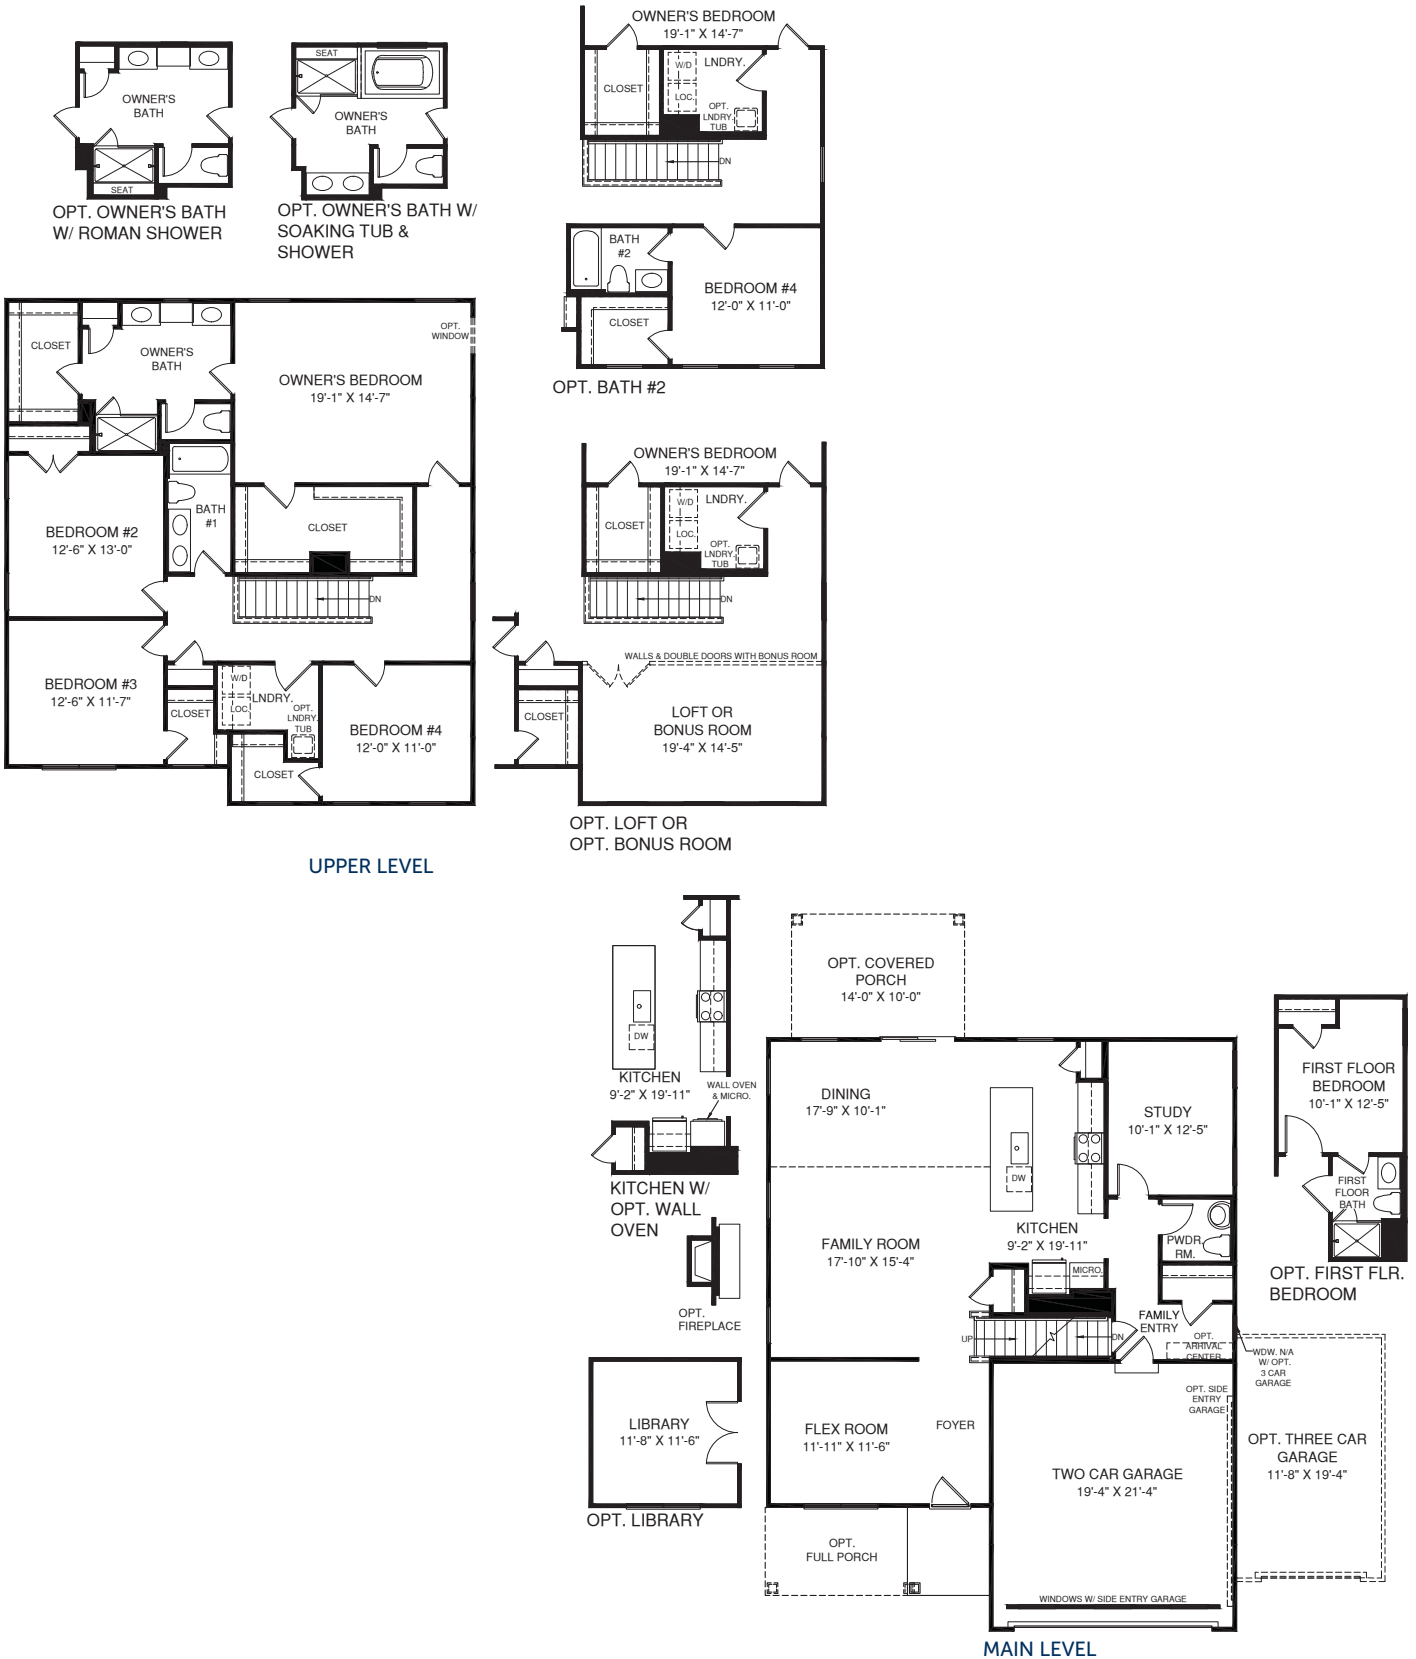 SEAT
OWNER'S
BATH
SEAT
OPT. OWNER'S BATH
W/ ROMAN SHOWER
OWNER'S
BATH
OPT. OWNER'S BATH W/
SOAKING TUB &
SHOWER
OWNER'S BEDROOM
19'-1" X 14'-7"
CLOSET
W/D
LNDRY.
LOC.
OPT.
LNDRY.
TUB
DN
BATH
#2
BEDROOM #4
12'-0" X 11'-0"
CLOSET
OPT. BATH #2
CLOSET
OWNER'S
BATH
OPT.
WINDOW
OWNER'S BEDROOM
19'-1" X 14'-7"
BEDROOM #2
12'-6" X 13'-0"
BATH
#1
CLOSET
DN
BEDROOM #3
12'-6" X 11'-7"
CLOSET
W/D
LNDRY.
LOC.
OPT.
LNDRY.
TUB
CLOSET
BEDROOM #4
12'-0" X 11'-0"
UPPER LEVEL
OWNER'S BEDROOM
19'-1" X 14'-7"
CLOSET
W/D
LNDRY.
LOC.
OPT.
LNDRY.
TUB
DN
WALLS & DOUBLE DOORS WITH BONUS ROOM
CLOSET
LOFT OR
BONUS ROOM
19'-4" X 14'-5"
OPT. LOFT OR
OPT. BONUS ROOM
DW
KITCHEN
9'-2" X 19'-11"
WALL OVEN
& MICRO.
KITCHEN W/
OPT. WALL
OVEN
OPT.
FIREPLACE
LIBRARY
11'-8" X 11'-6"
OPT. LIBRARY
OPT. COVERED
PORCH
14'-0" X 10'-0"
DINING
17'-9" X 10'-1"
DW
STUDY
10'-1" X 12'-5"
FAMILY ROOM
17'-10" X 15'-4"
KITCHEN
9'-2" X 19'-11"
MICRO.
PWDR.
RM.
FAMILY
ENTRY
UP
DN
OPT.
ARRIVAL
CENTER
WDW. N/A
W/ OPT.
3 CAR
GARAGE
OPT. SIDE
ENTRY
GARAGE
FLEX ROOM
11'-11" X 11'-6"
FOYER
TWO CAR GARAGE
19'-4" X 21'-4"
OPT. THREE CAR
GARAGE
11'-8" X 19'-4"
OPT.
FULL PORCH
WINDOWS W/ SIDE ENTRY GARAGE
MAIN LEVEL
FIRST FLOOR
BEDROOM
10'-1" X 12'-5"
FIRST
FLOOR
BATH
OPT. FIRST FLR.
BEDROOM